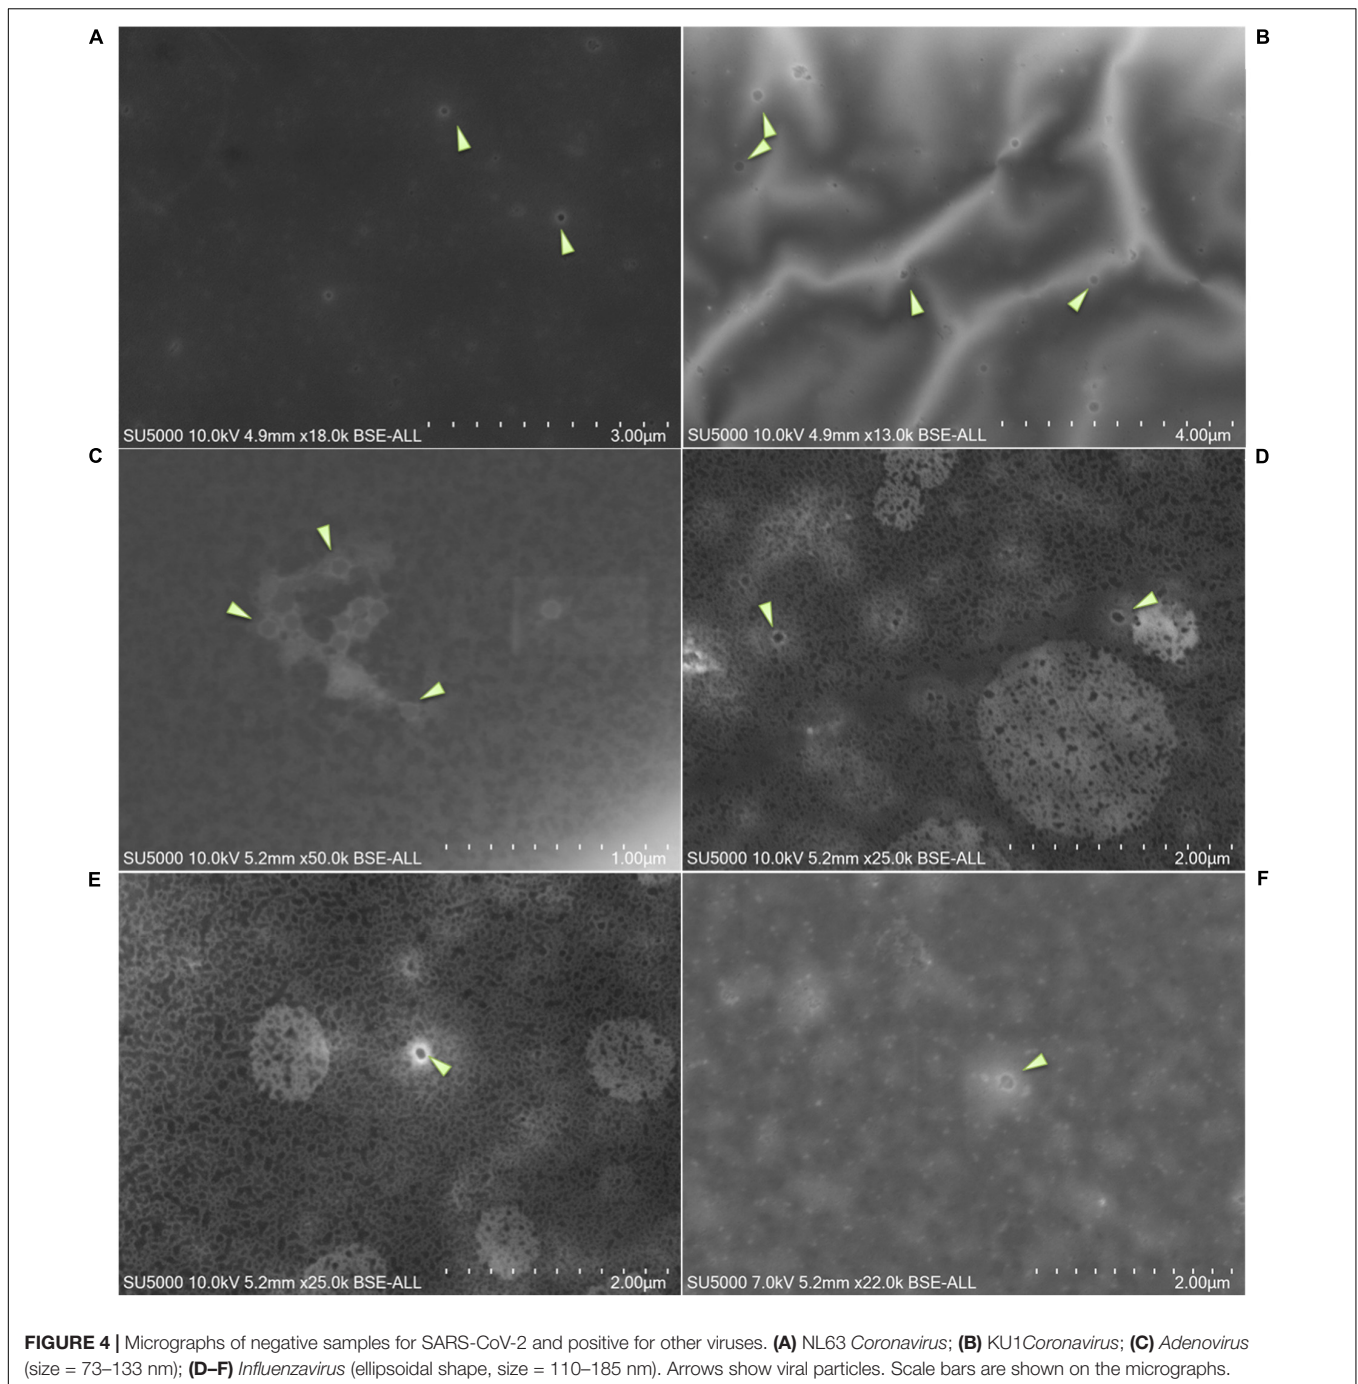 A
B
SU5000 10.0kV 4.9mm x18.0k BSE-ALL 3.00µm
SU5000 10.0kV 4.9mm x13.0k BSE-ALL 4.00µm
C
D
SU5000 10.0kV 5.2mm x50.0k BSE-ALL 1.00µm
SU5000 10.0kV 5.2mm x25.0k BSE-ALL 2.00µm
E
F
SU5000 10.0kV 5.2mm x25.0k BSE-ALL 2.00µm
SU5000 7.0kV 5.2mm x22.0k BSE-ALL 2.00µm
FIGURE 4 | Micrographs of negative samples for SARS-CoV-2 and positive for other viruses. (A) NL63 Coronavirus; (B) KU1Coronavirus; (C) Adenovirus
(size = 73–133 nm); (D–F) Influenzavirus (ellipsoidal shape, size = 110–185 nm). Arrows show viral particles. Scale bars are shown on the micrographs.